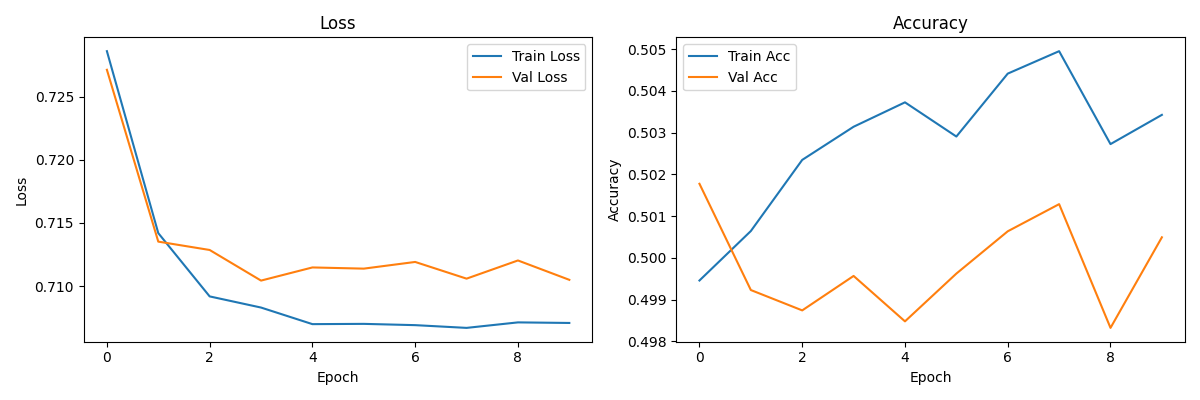 Loss
Train Loss
Val Loss
0.725
0.720
0.715
0.710
Loss
0 2 4 6 8
Epoch
Accuracy
Train Acc
Val Acc
0.505
0.504
0.503
0.502
0.501
0.500
0.499
0.498
Accuracy
0 2 4 6 8
Epoch